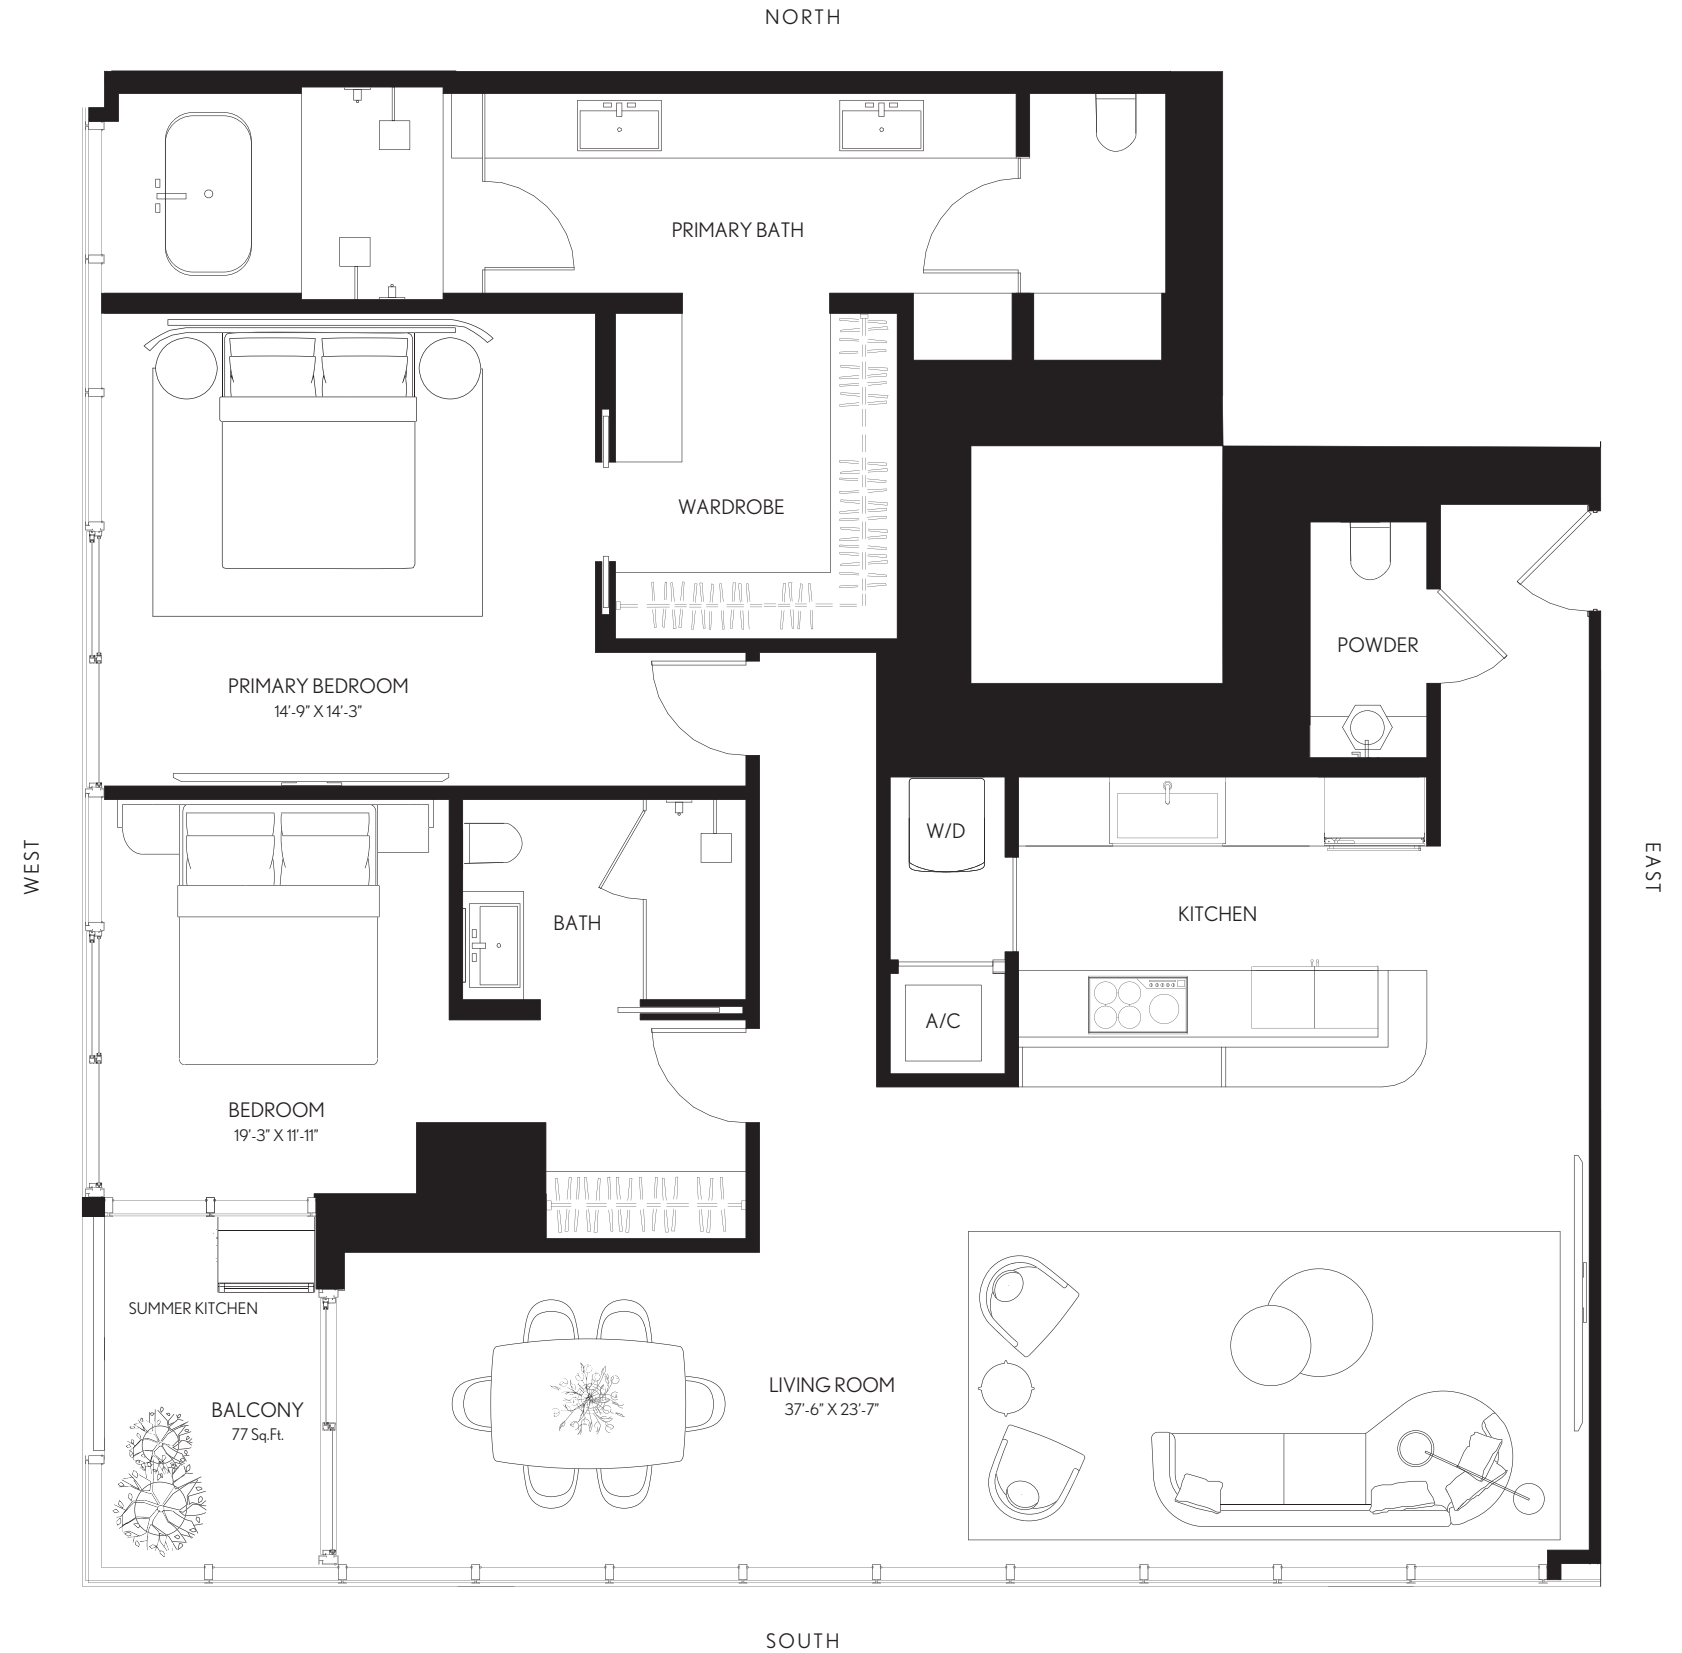 NORTH
PRIMARY BATH
WARDROBE
POWDER
PRIMARY BEDROOM
14'-9" X 14'-3"
W/D
WEST
EAST
BATH
KITCHEN
A/C
BEDROOM
19'-3" X 11'-11"
SUMMER KITCHEN
LIVING ROOM
37'-6" X 23'-7"
BALCONY
77 Sq.Ft.
SOUTH